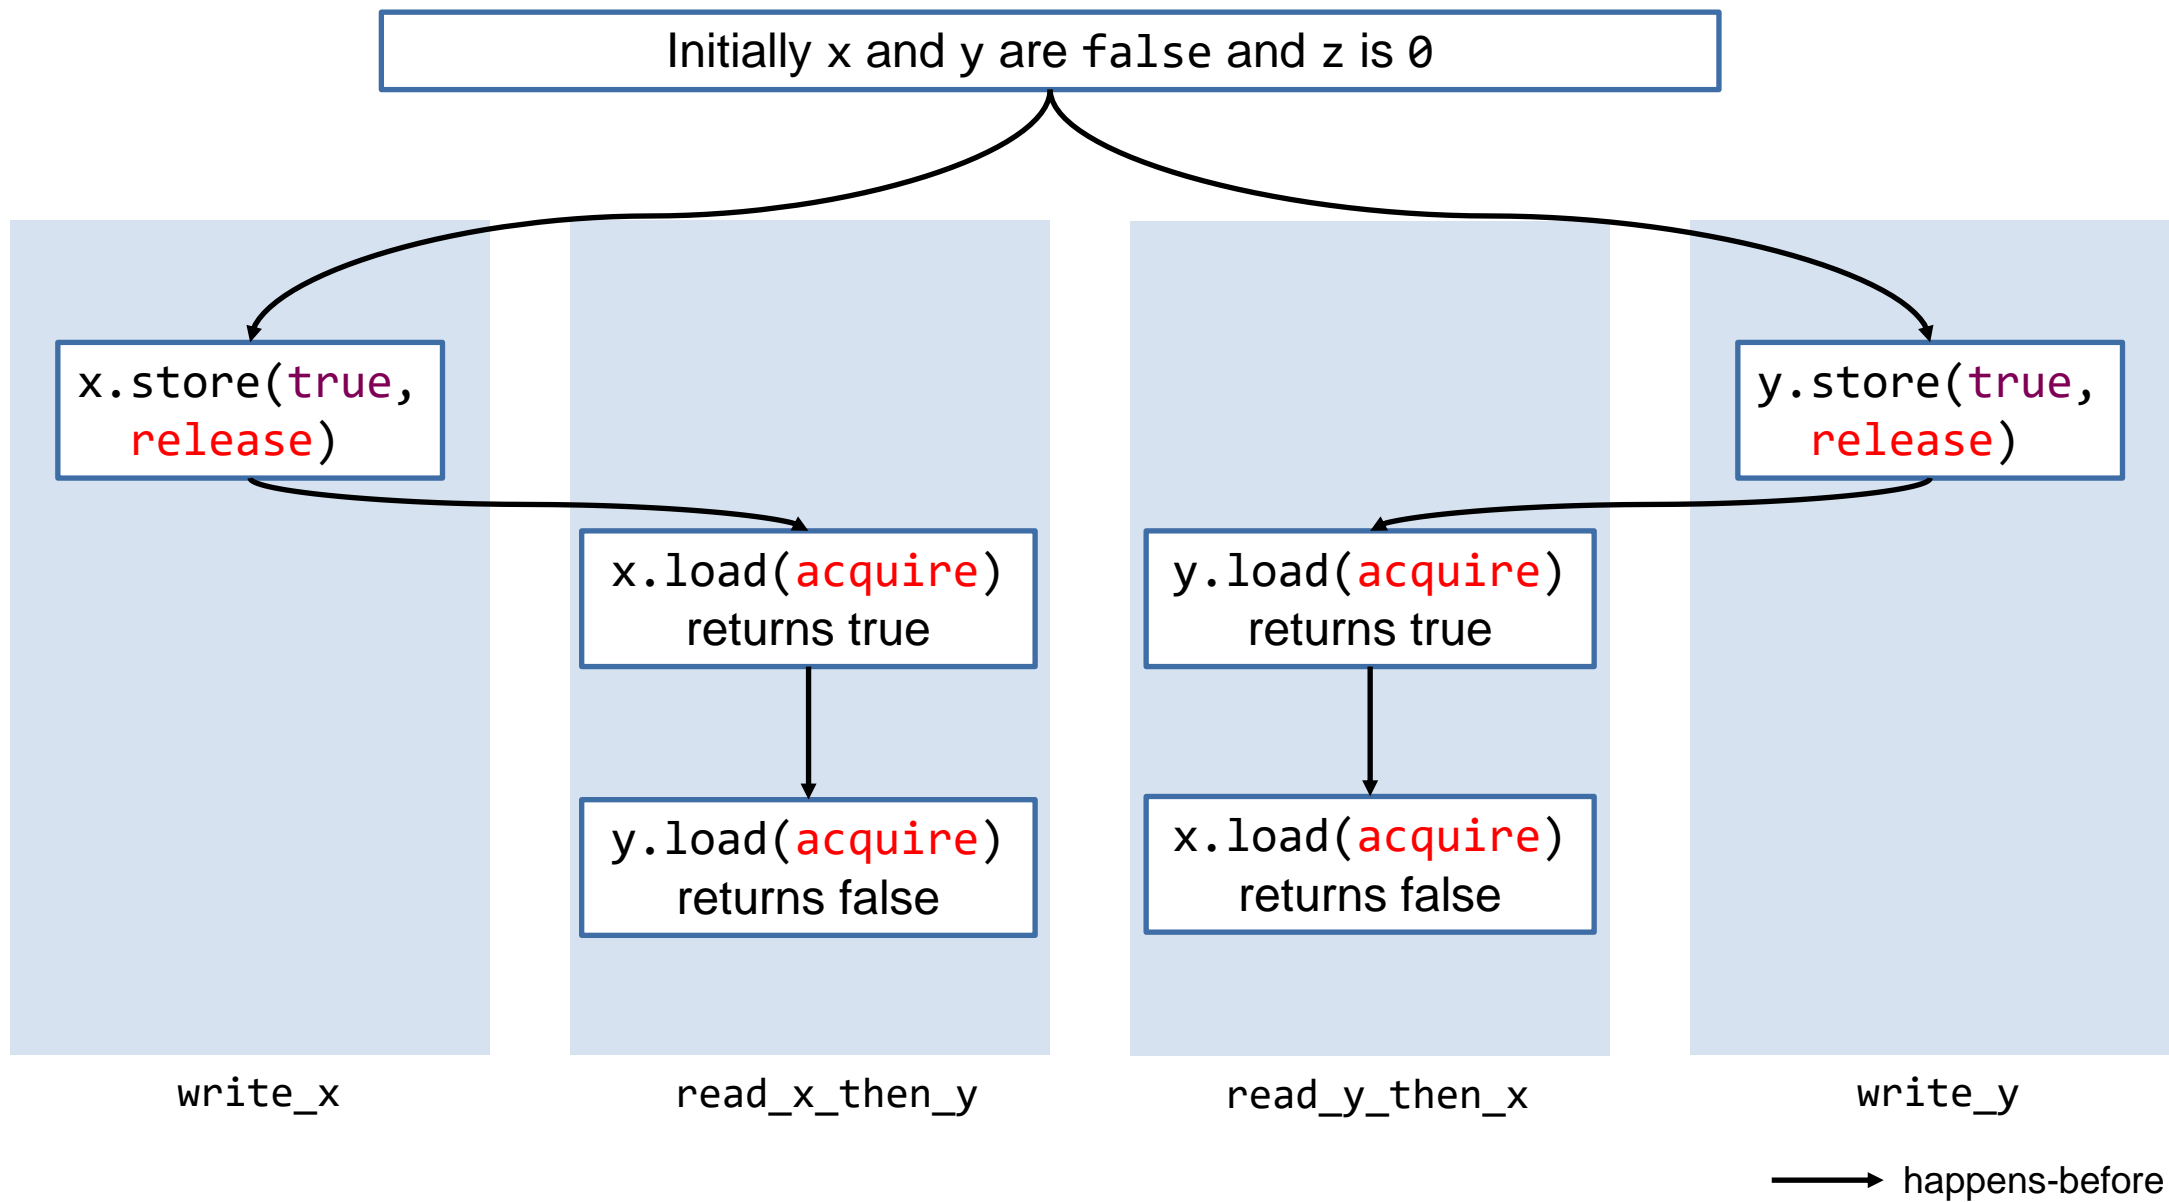 Initially x and y are false and z is 0
x.store(true,
release)
y.store(true,
release)
x.load(acquire)
returns true
y.load(acquire)
returns true
y.load(acquire)
returns false
x.load(acquire)
returns false
write_x
read_x_then_y
read_y_then_x
write_y
happens-before